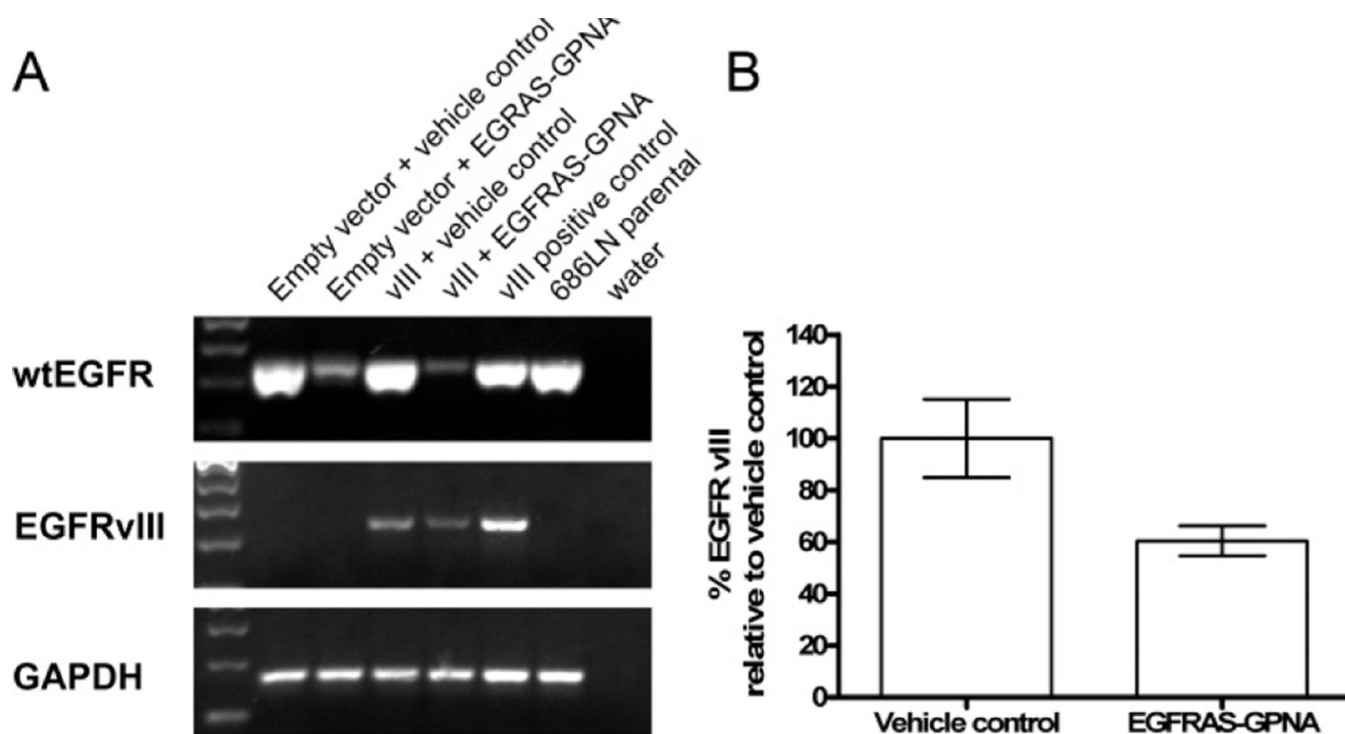 A
Empty vector + vehicle control
Empty vector + EGRAS-GPNA
vIII + vehicle control
vIII + EGFRAS-GPNA
vIII positive control
686LN parental
water
wtEGFR
EGFRvIII
GAPDH
B
% EGFR vIII
relative to vehicle control
140
120
100
80
60
40
20
0
Vehicle control
EGFRAS-GPNA